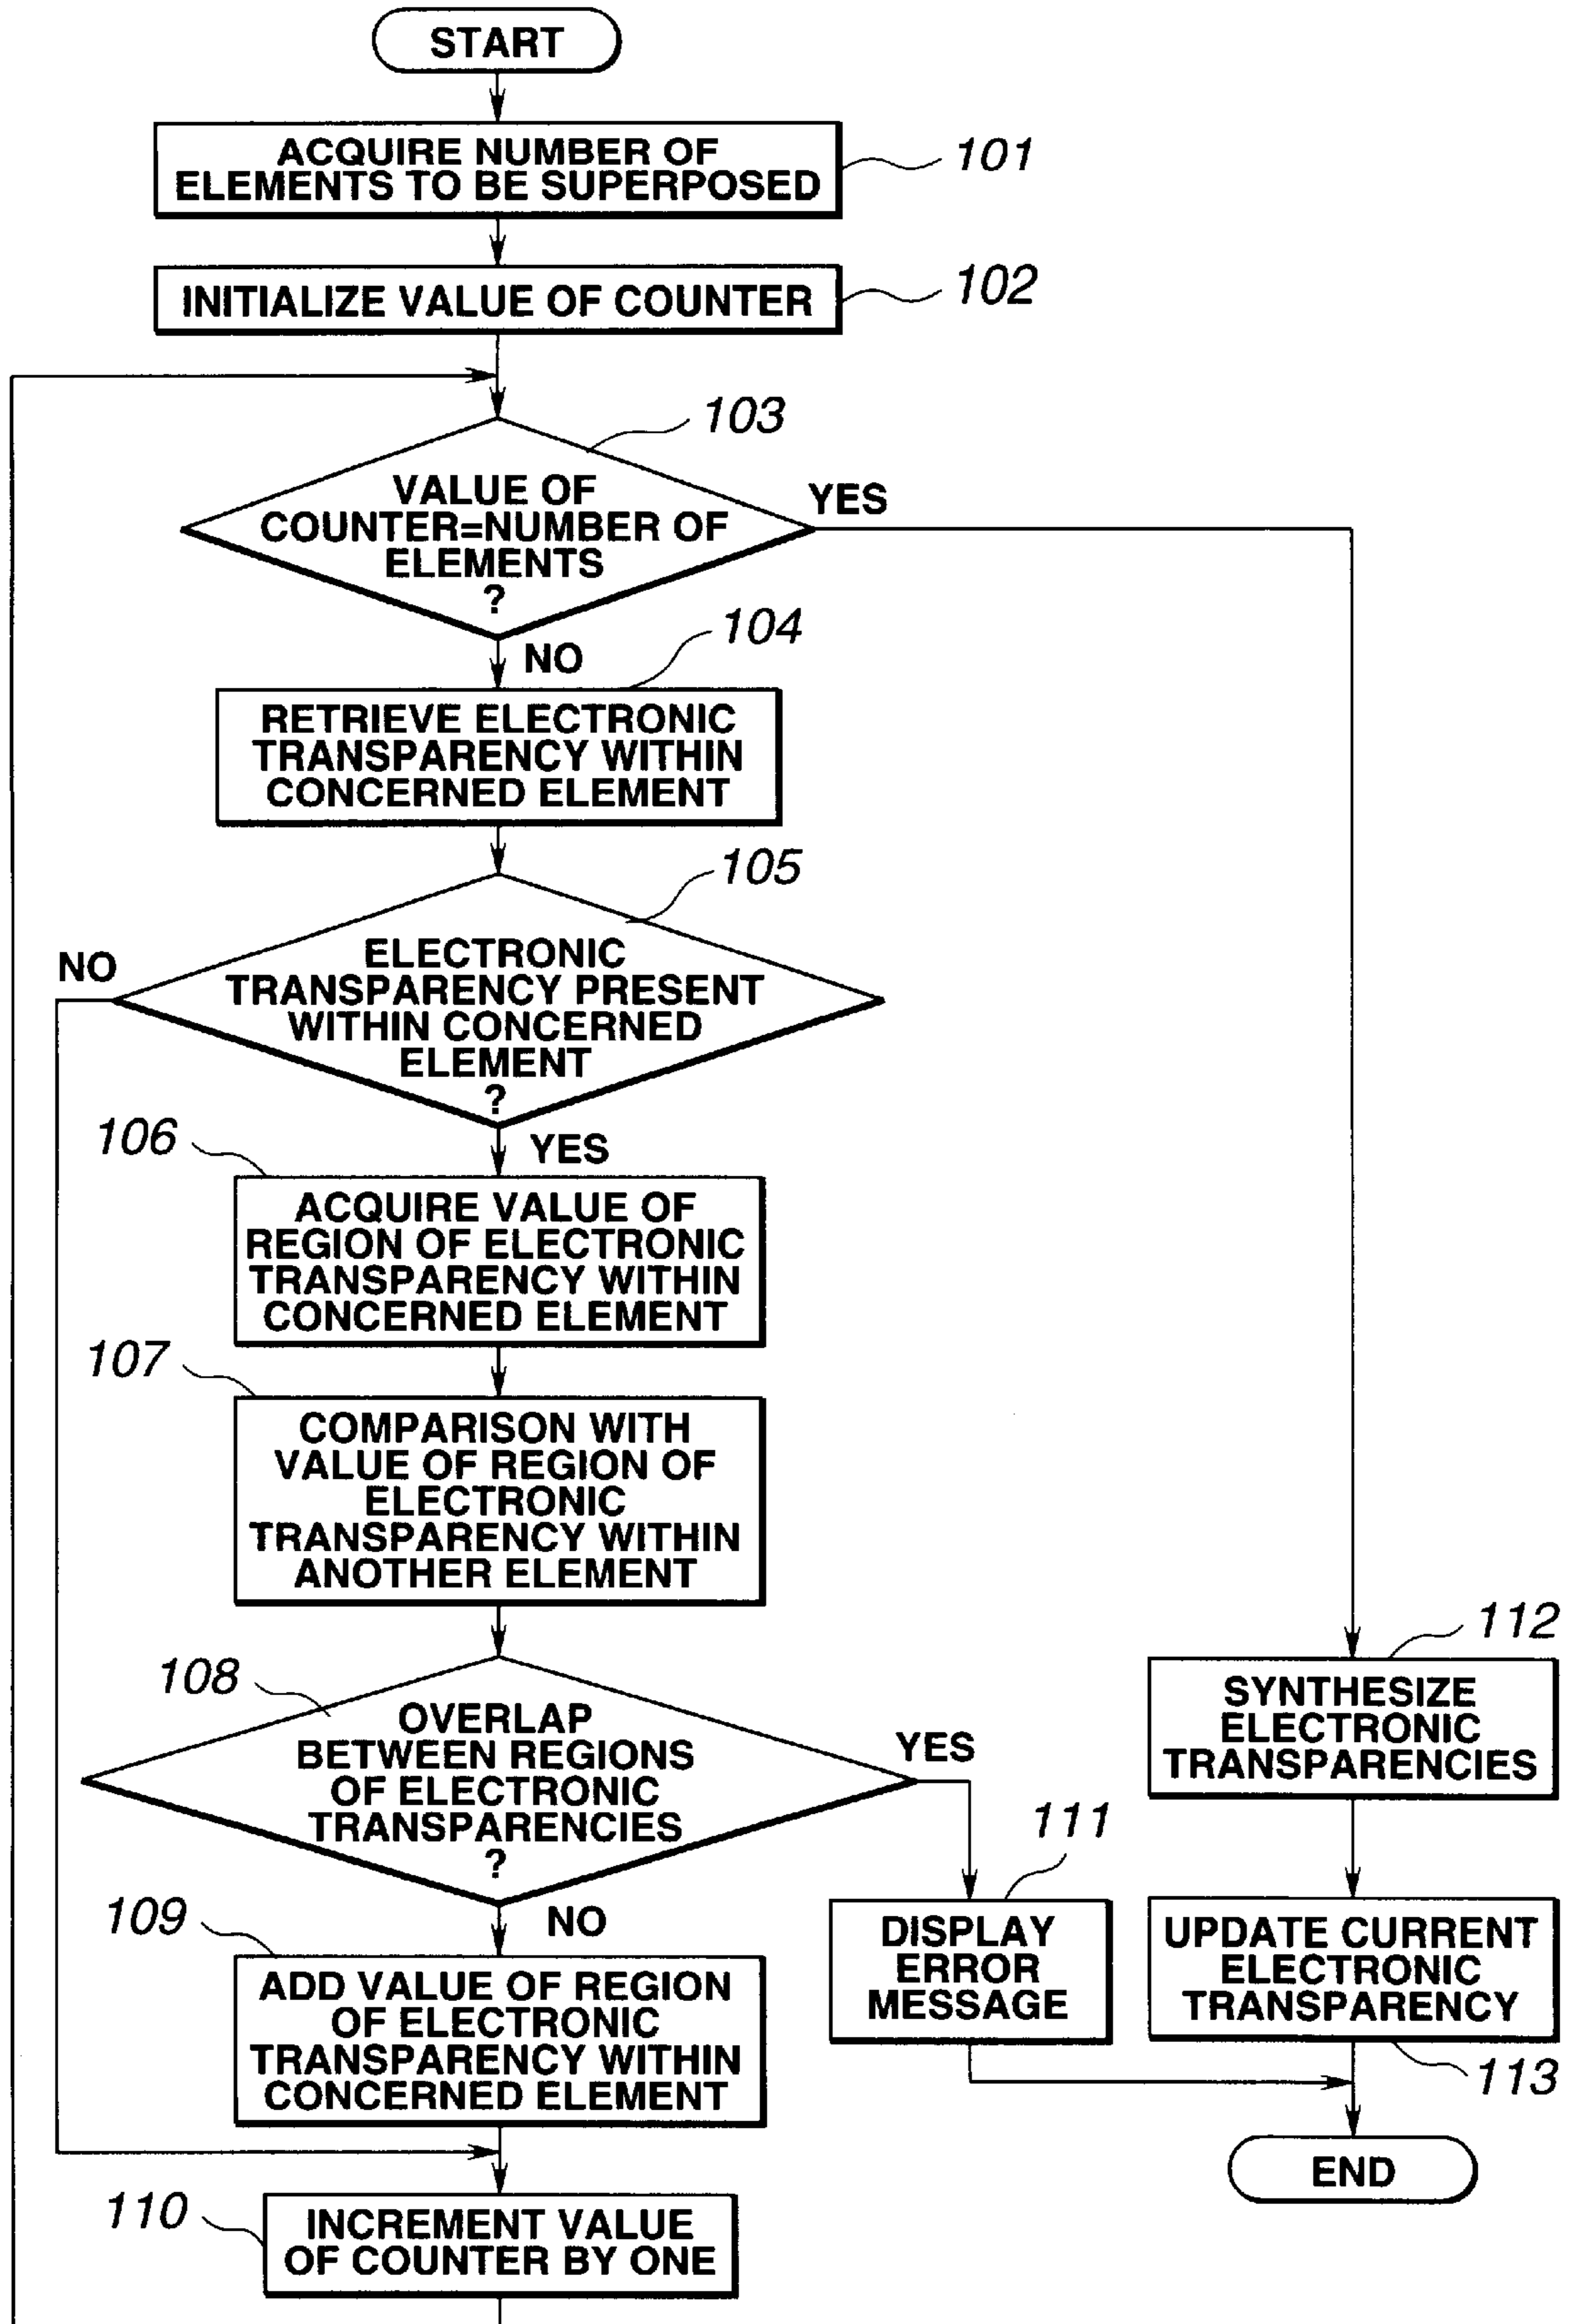 START
ACQUIRE NUMBER OF
ELEMENTS TO BE SUPERPOSED
101
INITIALIZE VALUE OF COUNTER
102
103
VALUE OF
COUNTER=NUMBER OF
ELEMENTS
?
YES
NO
104
RETRIEVE ELECTRONIC
TRANSPARENCY WITHIN
CONCERNED ELEMENT
105
NO
ELECTRONIC
TRANSPARENCY PRESENT
WITHIN CONCERNED
ELEMENT
?
YES
106
ACQUIRE VALUE OF
REGION OF ELECTRONIC
TRANSPARENCY WITHIN
CONCERNED ELEMENT
107
COMPARISON WITH
VALUE OF REGION OF
ELECTRONIC
TRANSPARENCY WITHIN
ANOTHER ELEMENT
108
OVERLAP
BETWEEN REGIONS
OF ELECTRONIC
TRANSPARENCIES
?
YES
NO
109
ADD VALUE OF REGION
OF ELECTRONIC
TRANSPARENCY WITHIN
CONCERNED ELEMENT
110
INCREMENT VALUE
OF COUNTER BY ONE
111
DISPLAY
ERROR
MESSAGE
112
SYNTHESIZE
ELECTRONIC
TRANSPARENCIES
UPDATE CURRENT
ELECTRONIC
TRANSPARENCY
113
END